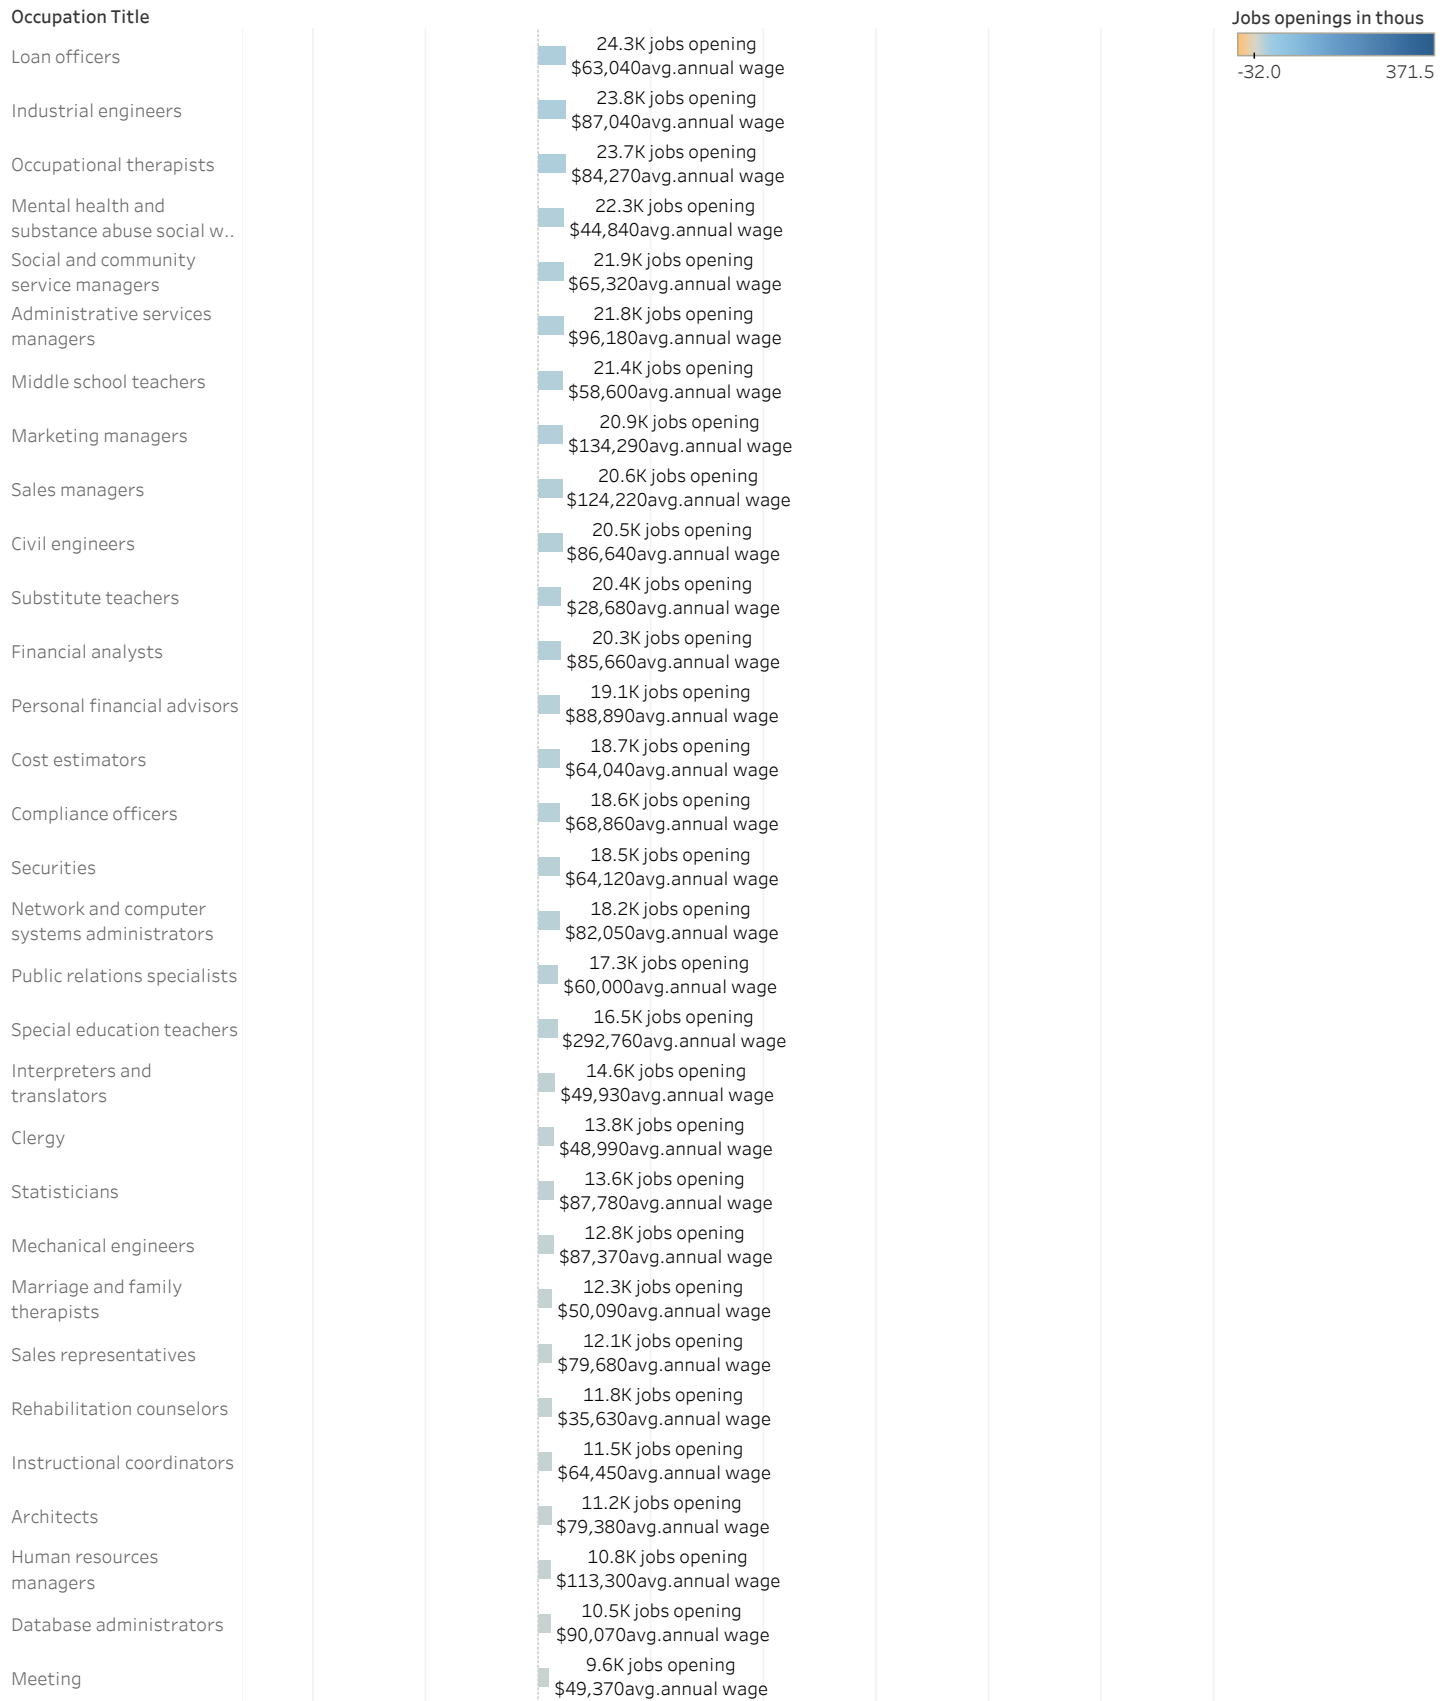 Occupation Title
Jobs openings in thous
-32.0 371.5
Loan officers
24.3K jobs opening
$63,040avg.annual wage
Industrial engineers
23.8K jobs opening
$87,040avg.annual wage
Occupational therapists
23.7K jobs opening
$84,270avg.annual wage
Mental health and
substance abuse social w..
22.3K jobs opening
$44,840avg.annual wage
Social and community
service managers
21.9K jobs opening
$65,320avg.annual wage
Administrative services
managers
21.8K jobs opening
$96,180avg.annual wage
Middle school teachers
21.4K jobs opening
$58,600avg.annual wage
Marketing managers
20.9K jobs opening
$134,290avg.annual wage
Sales managers
20.6K jobs opening
$124,220avg.annual wage
Civil engineers
20.5K jobs opening
$86,640avg.annual wage
Substitute teachers
20.4K jobs opening
$28,680avg.annual wage
Financial analysts
20.3K jobs opening
$85,660avg.annual wage
Personal financial advisors
19.1K jobs opening
$88,890avg.annual wage
Cost estimators
18.7K jobs opening
$64,040avg.annual wage
Compliance officers
18.6K jobs opening
$68,860avg.annual wage
Securities
18.5K jobs opening
$64,120avg.annual wage
Network and computer
systems administrators
18.2K jobs opening
$82,050avg.annual wage
Public relations specialists
17.3K jobs opening
$60,000avg.annual wage
Special education teachers
16.5K jobs opening
$292,760avg.annual wage
Interpreters and
translators
14.6K jobs opening
$49,930avg.annual wage
Clergy
13.8K jobs opening
$48,990avg.annual wage
Statisticians
13.6K jobs opening
$87,780avg.annual wage
Mechanical engineers
12.8K jobs opening
$87,370avg.annual wage
Marriage and family
therapists
12.3K jobs opening
$50,090avg.annual wage
Sales representatives
12.1K jobs opening
$79,680avg.annual wage
Rehabilitation counselors
11.8K jobs opening
$35,630avg.annual wage
Instructional coordinators
11.5K jobs opening
$64,450avg.annual wage
Architects
11.2K jobs opening
$79,380avg.annual wage
Human resources
managers
10.8K jobs opening
$113,300avg.annual wage
Database administrators
10.5K jobs opening
$90,070avg.annual wage
Meeting
9.6K jobs opening
$49,370avg.annual wage